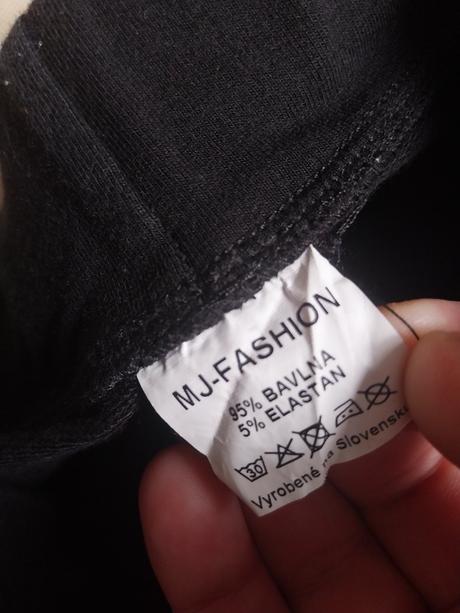 MJ-FASHION
95% BAVLNA
5% ELASTAN
30
Vyrobené na Slovensku